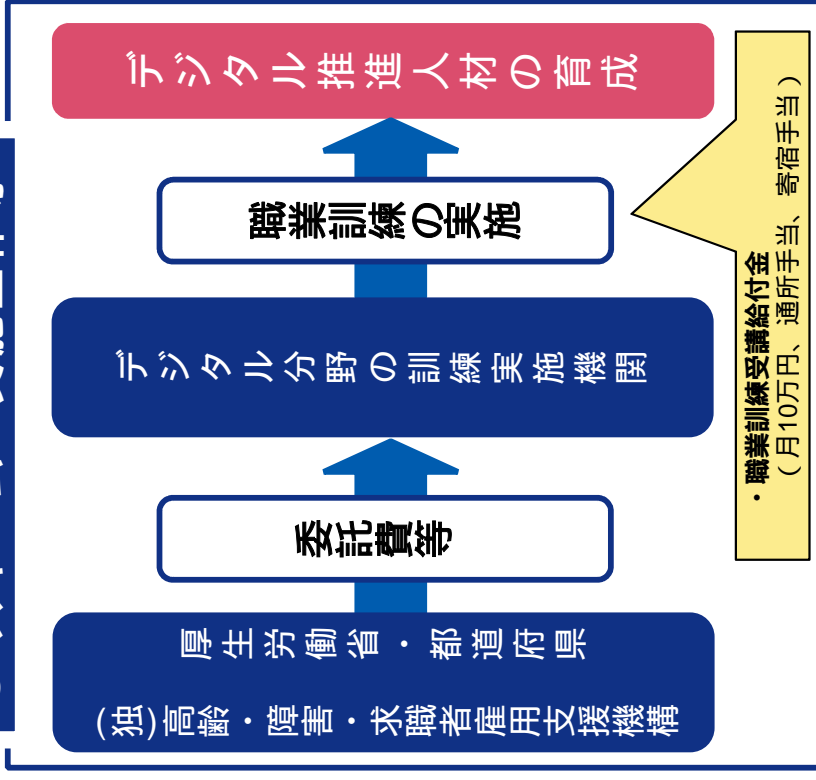 厚生労働省・都道府県
(独)高齢・障害・求職者雇用支援機構
委託費等
デジタル分野の訓練実施機関
職業訓練の実施
デジタル推進人材の育成
・職業訓練受講給付金
(月10万円、通所手当、寄宿手当)